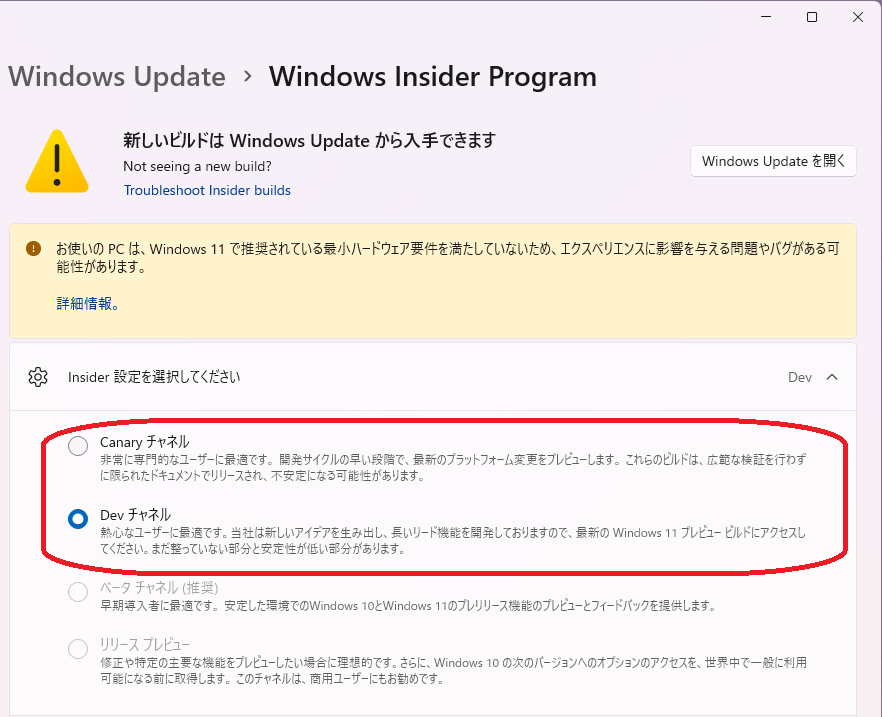 Windows Update › Windows Insider Program
新しいビルドは Windows Update から入手できます
Not seeing a new build?
Troubleshoot Insider builds
Windows Update を開く
お使いの PC は、Windows 11 で推奨されている最小ハードウェア要件を満たしていないため、エクスペリエンスに影響を与える問題やバグがある可
能性があります。
詳細情報。
Insider 設定を選択してください
Dev
Canary チャネル
非常に専門的なユーザーに最適です。 開発サイクルの早い段階で、最新のプラットフォーム変更をプレビューします。 これらのビルドは、広範な検証を行わず
に限られたドキュメントでリリースされ、不安定になる可能性があります。
Dev チャネル
熱心なユーザーに最適です。当社は新しいアイデアを生み出し、長いリード機能を開発しておりますので、最新の Windows 11 プレビュー ビルドにアクセスし
てください。まだ整っていない部分と安定性が低い部分があります。
ベータ チャネル (推奨)
早期導入者に最適です。 安定した環境でのWindows 10とWindows 11のプレリリース機能のプレビューとフィードバックを提供します。
リリース プレビュー
修正や特定の主要な機能をプレビューしたい場合に理想的です。さらに、Windows 10 の次のバージョンへのオプションのアクセスを、世界中で一般に利用
可能になる前に取得します。 このチャネルは、商用ユーザーにもお勧めです。